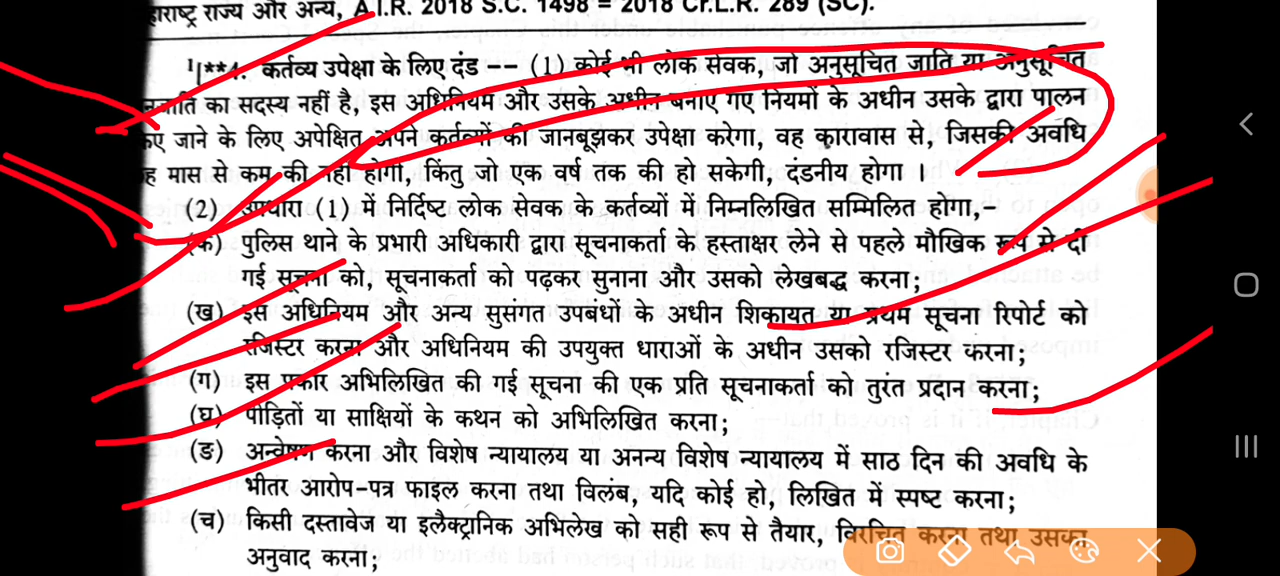 हाराष्ट्र राज्य और अन्य, A.I.R. 2018 S.C. 1498 = 2018 Cr.L.R. 289 (SC).
¹[**4. कर्तव्य उपेक्षा के लिए दंड -- (1) कोई भी लोक सेवक, जो अनुसूचित जाति या अनुसूचित
नजाति का सदस्य नहीं है, इस अधिनियम और उसके अधीन बनाए गए नियमों के अधीन उसके द्वारा पालन
किए जाने के लिए अपेक्षित अपने कर्तव्यों की जानबूझकर उपेक्षा करेगा, वह कारावास से, जिसकी अवधि
ह मास से कम की नहीं होगी, किंतु जो एक वर्ष तक की हो सकेगी, दंडनीय होगा ।
(2) उपधारा (1) में निर्दिष्ट लोक सेवक के कर्तव्यों में निम्नलिखित सम्मिलित होगा,-
(क) पुलिस थाने के प्रभारी अधिकारी द्वारा सूचनाकर्ता के हस्ताक्षर लेने से पहले मौखिक रूप से दी
गई सूचना को, सूचनाकर्ता को पढ़कर सुनाना और उसको लेखबद्ध करना;
(ख) इस अधिनियम और अन्य सुसंगत उपबंधों के अधीन शिकायत या प्रथम सूचना रिपोर्ट को
रजिस्टर करना और अधिनियम की उपयुक्त धाराओं के अधीन उसको रजिस्टर करना;
(ग) इस प्रकार अभिलिखित की गई सूचना की एक प्रति सूचनाकर्ता को तुरंत प्रदान करना;
(घ) पीड़ितों या साक्षियों के कथन को अभिलिखित करना;
(ङ) अन्वेषण करना और विशेष न्यायालय या अनन्य विशेष न्यायालय में साठ दिन की अवधि के
भीतर आरोप-पत्र फाइल करना तथा विलंब, यदि कोई हो, लिखित में स्पष्ट करना;
(च) किसी दस्तावेज या इलैक्ट्रानिक अभिलेख को सही रूप से तैयार, विरचित करना तथा उसका
अनुवाद करना;